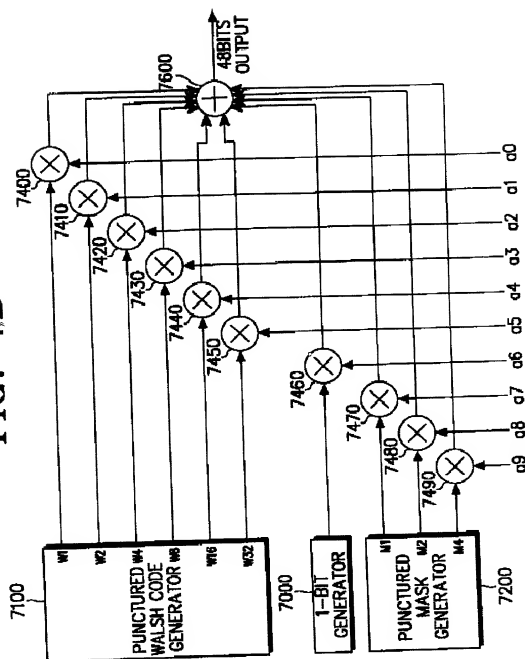 7600
48BITS
OUTPUT
7400
7410
7420
7430
7440
7450
7460
7470
7480
7490
a0
a1
a2
a3
a4
a5
a6
a7
a8
a9
7100
PUNCTURED
WALSH CODE
GENERATOR
W1
W2
W4
W8
W16
W32
7000
1-BIT
GENERATOR
7200
PUNCTURED
MASK
GENERATOR
M1
M2
M4